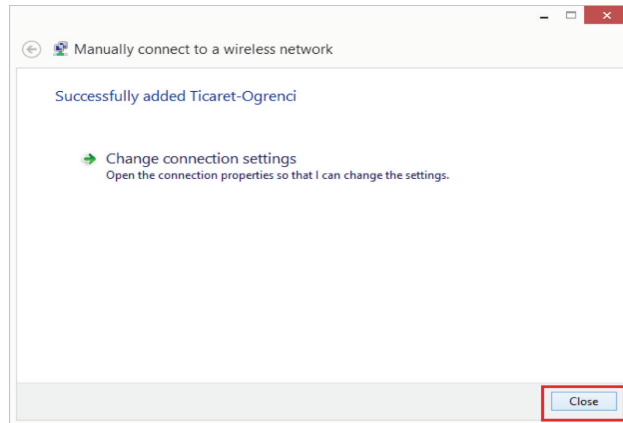 Manually connect to a wireless network
Successfully added Ticaret-Ogrenci
Change connection settings
Open the connection properties so that I can change the settings.
Close